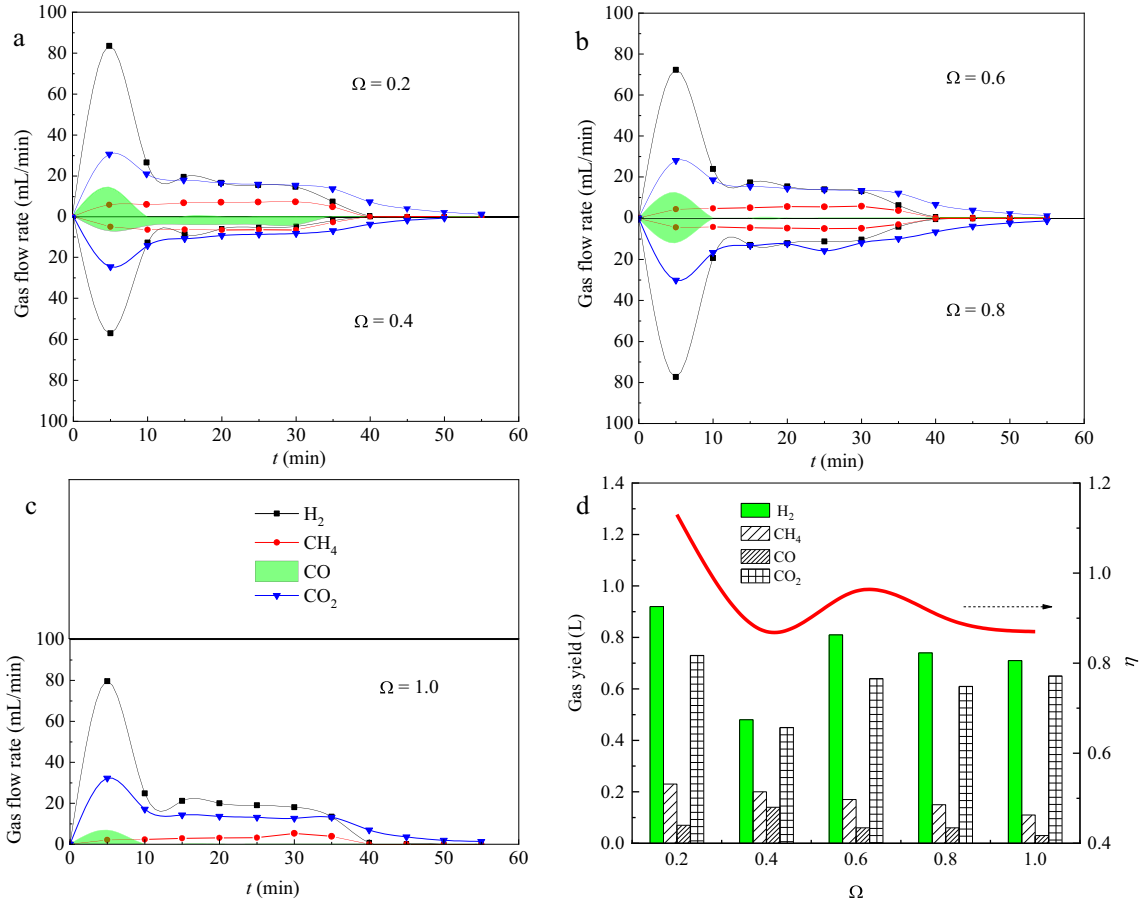 a
Gas flow rate (mL/min)
100
80
60
40
20
0
20
40
60
80
100
Ω = 0.2
Ω = 0.4
0 10 20 30 40 50 60
t (min)
b
Gas flow rate (mL/min)
100
80
60
40
20
0
20
40
60
80
100
Ω = 0.6
Ω = 0.8
0 10 20 30 40 50 60
t (min)
c
H2
CH4
CO
CO2
Gas flow rate (mL/min)
100
80
60
40
20
0
Ω = 1.0
0 10 20 30 40 50 60
t (min)
d
H2
CH4
CO
CO2
Gas yield (L)
1.4
1.2
1.0
0.8
0.6
0.4
0.2
0.0
1.2
1.0
0.8
0.6
0.4
η
0.2 0.4 0.6 0.8 1.0
Ω